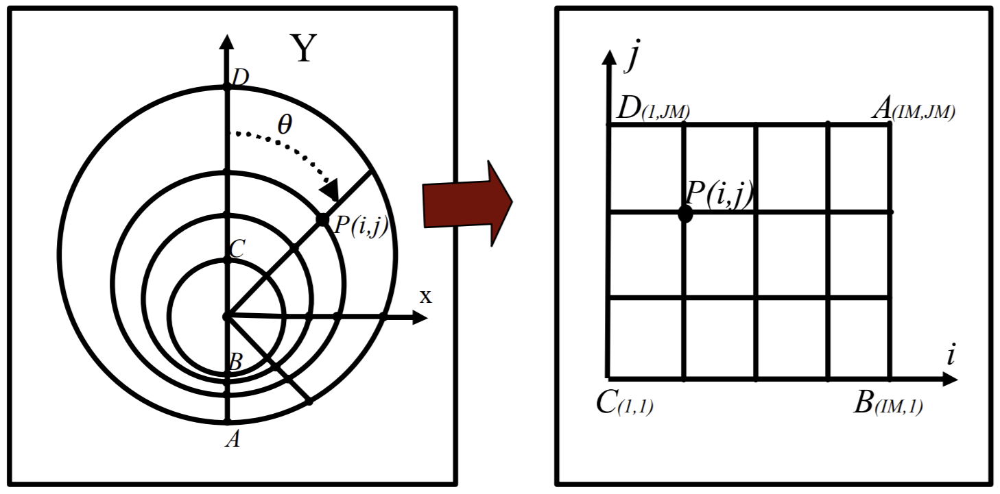 Y
D
θ
P(i,j)
C
x
B
A
j
D(1,JM)
A(IM,JM)
P(i,j)
i
C(1,1)
B(IM,1)